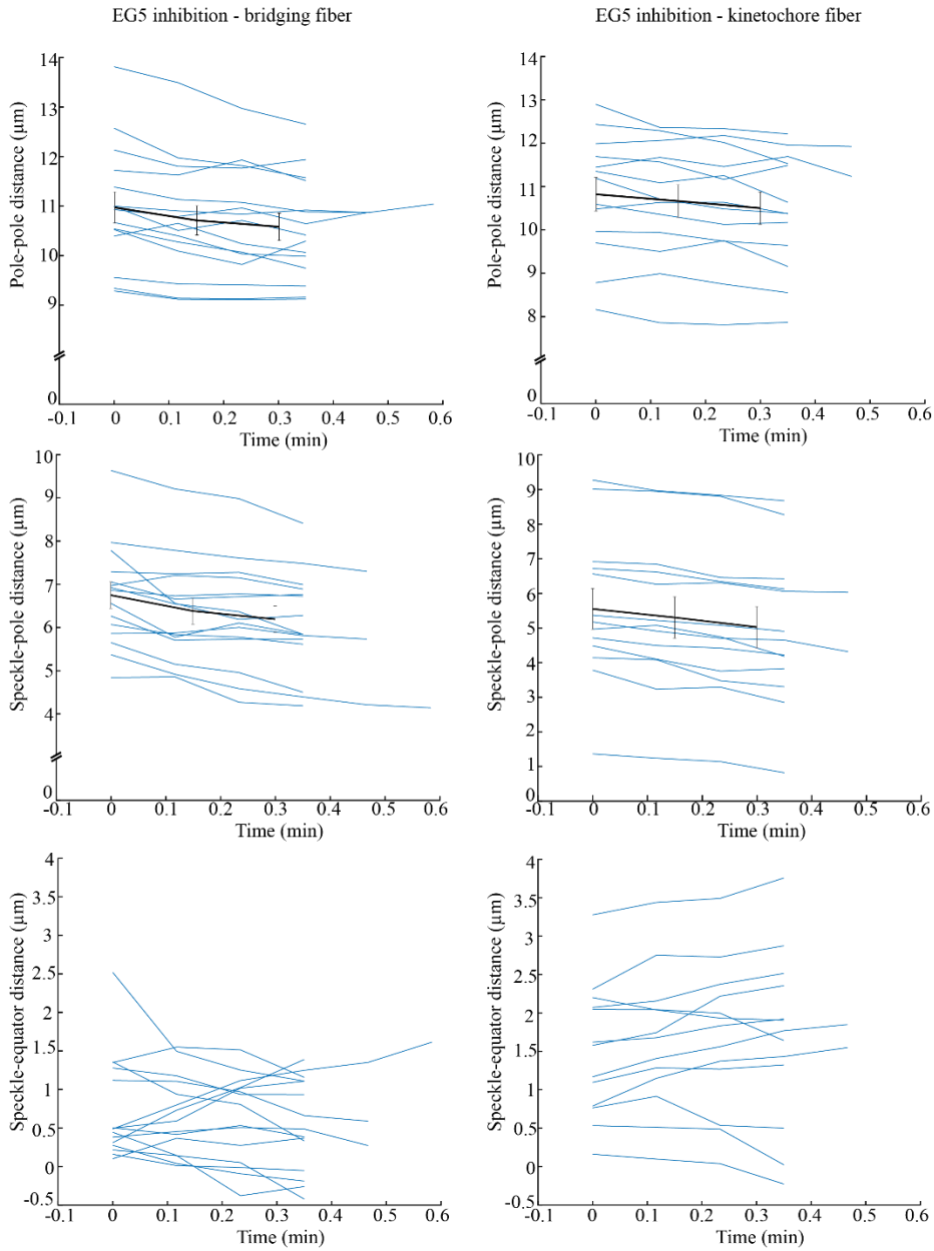 EG5 inhibition - bridging fiber
EG5 inhibition - kinetochore fiber
Pole-pole distance (µm)
14
13
12
11
10
9
0
-0.1 0 0.1 0.2 0.3 0.4 0.5 0.6
Time (min)
Pole-pole distance (µm)
14
13
12
11
10
9
8
0
-0.1 0 0.1 0.2 0.3 0.4 0.5 0.6
Time (min)
Speckle-pole distance (µm)
10
9
8
7
6
5
4
0
-0.1 0 0.1 0.2 0.3 0.4 0.5 0.6
Time (min)
Speckle-pole distance (µm)
10
9
8
7
6
5
4
3
2
1
0
-0.1 0 0.1 0.2 0.3 0.4 0.5 0.6
Time (min)
Speckle-equator distance (µm)
4
3.5
3
2.5
2
1.5
1
0.5
0
-0.5
-0.1 0 0.1 0.2 0.3 0.4 0.5 0.6
Time (min)
Speckle-equator distance (µm)
4
3.5
3
2.5
2
1.5
1
0.5
0
-0.5
-0.1 0 0.1 0.2 0.3 0.4 0.5 0.6
Time (min)